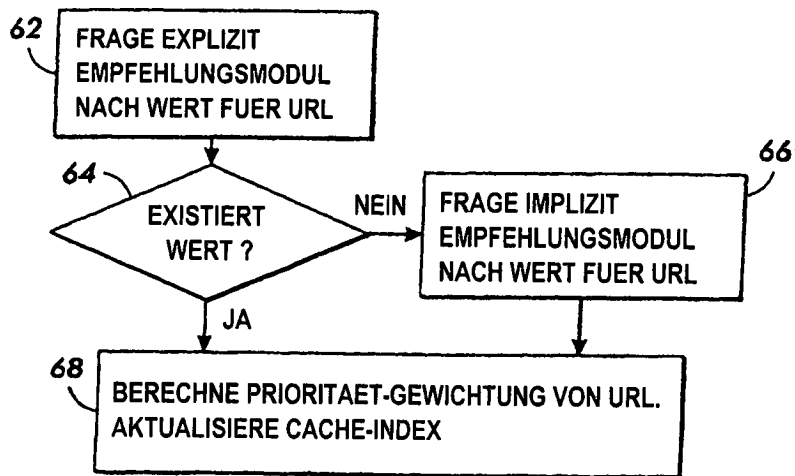 62
FRAGE EXPLIZIT
EMPFEHLUNGSMODUL
NACH WERT FUER URL
64
EXISTIERT
WERT ?
NEIN
66
FRAGE IMPLIZIT
EMPFEHLUNGSMODUL
NACH WERT FUER URL
JA
68
BERECHNE PRIORITAET-GEWICHTUNG VON URL.
AKTUALISIERE CACHE-INDEX